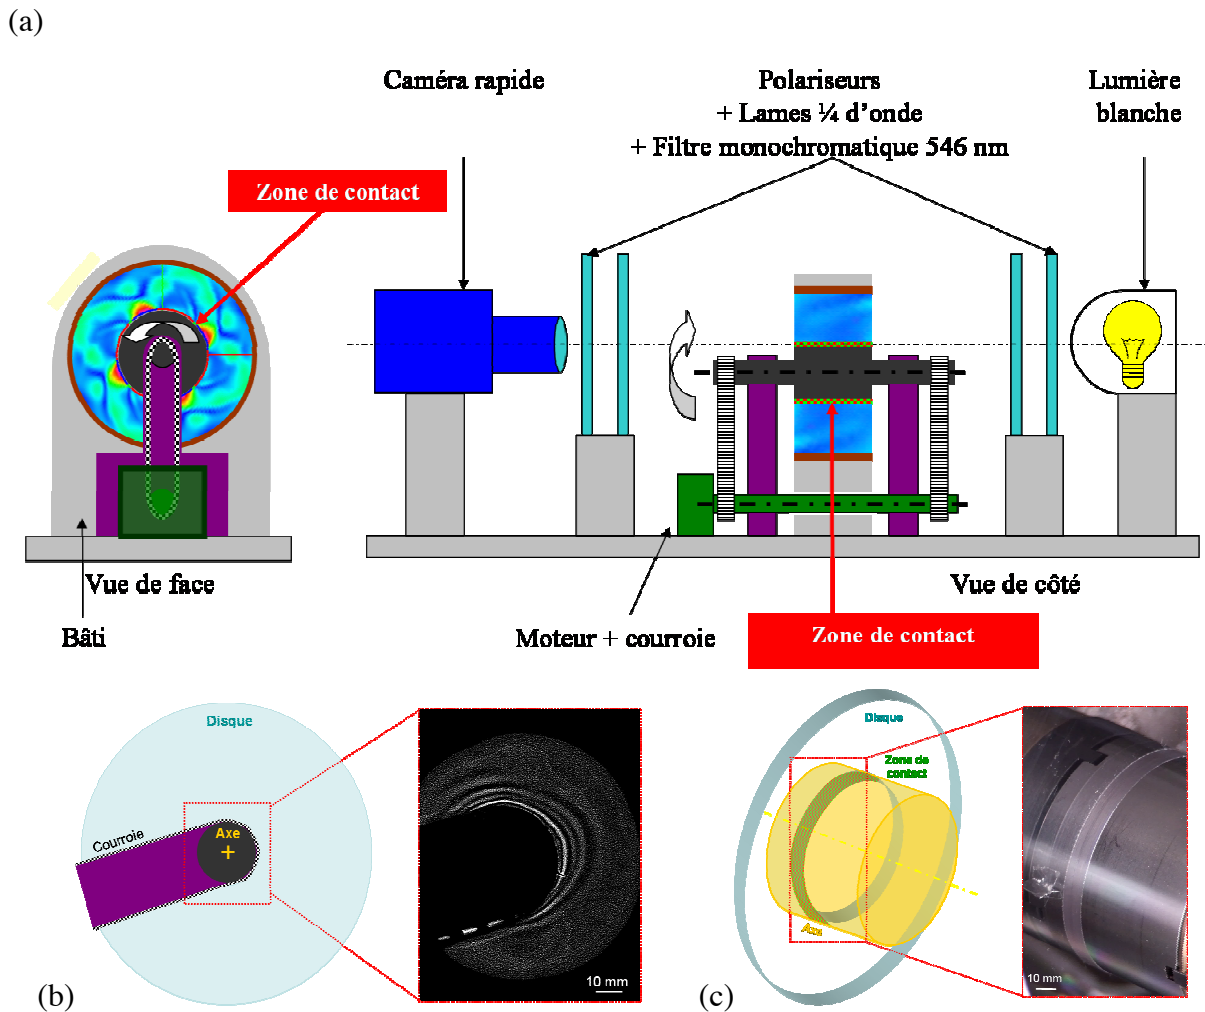 (a)
Caméra rapide
Polariseurs
+ Lames ¼ d’onde
+ Filtre monochromatique 546 nm
Lumière
blanche
Zone de contact
Vue de face
Vue de côté
Bâti
Moteur + courroie
Zone de contact
Disque
Courroie
Axe
10 mm
(b)
Disque
Zone de
contact
Axe
10 mm
(c)